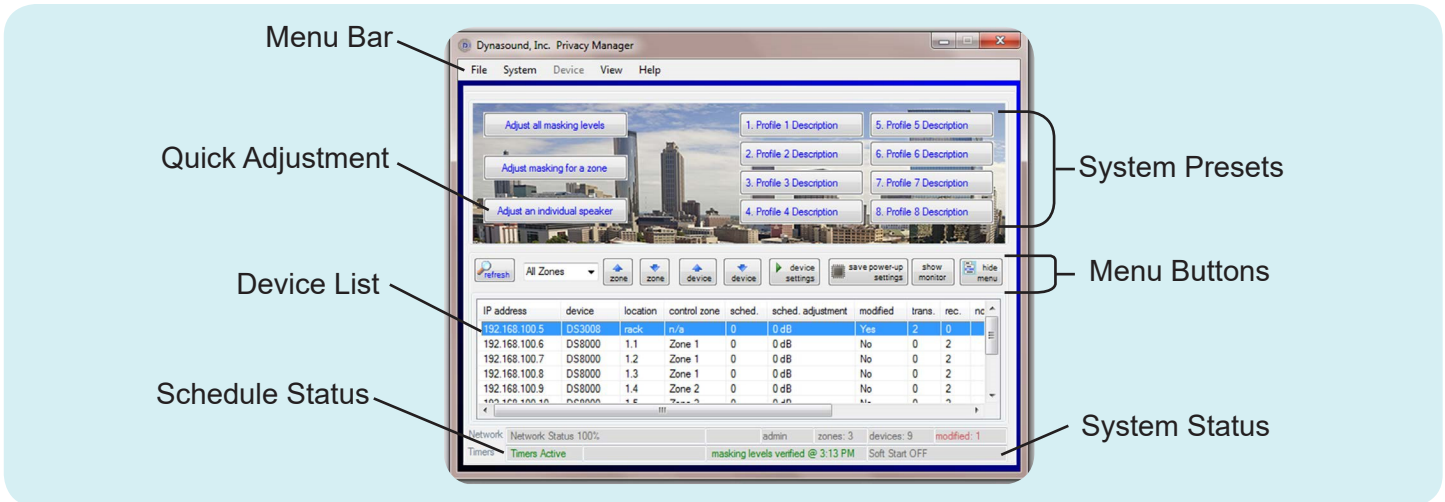 Menu Bar
Quick Adjustment
Device List
Schedule Status
System Presets
Menu Buttons
System Status
Dynasound, Inc. Privacy Manager
File System Device View Help
Adjust all masking levels
Adjust masking for a zone
Adjust an individual speaker
1. Profile 1 Description
2. Profile 2 Description
3. Profile 3 Description
4. Profile 4 Description
5. Profile 5 Description
6. Profile 6 Description
7. Profile 7 Description
8. Profile 8 Description
refresh
All Zones
zone
zone
device
device
device
settings
save power-up
settings
show
monitor
hide
menu
IP address device location control zone sched. sched. adjustment modified trans. rec.
192.168.100.5 DS3008 rack n/a 0 0 dB Yes 2 0
192.168.100.6 DS8000 1.1 Zone 1 0 0 dB No 0 2
192.168.100.7 DS8000 1.2 Zone 1 0 0 dB No 0 2
192.168.100.8 DS8000 1.3 Zone 1 0 0 dB No 0 2
192.168.100.9 DS8000 1.4 Zone 2 0 0 dB No 0 2
Network Network Status 100% admin zones: 3 devices: 9 modified: 1
Timers Timers Active masking levels verified @ 3:13 PM Soft Start OFF